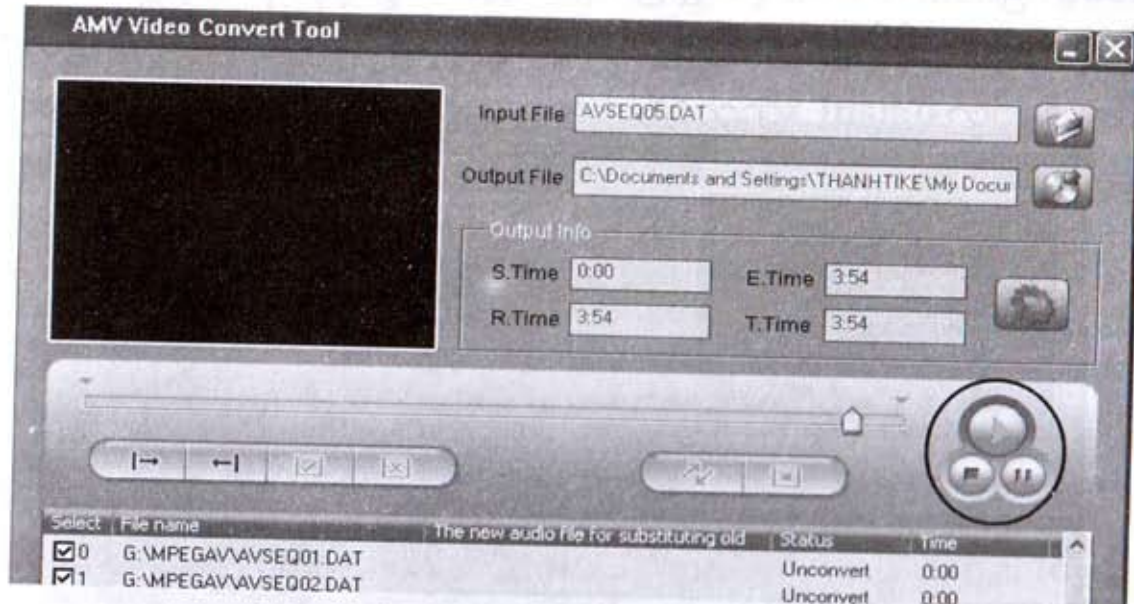 AMV Video Convert Tool
Input File AVSEQ05.DAT
Output File C:\Documents and Settings\THANHTIKE\My Docu
Output Info
S.Time 0:00 E.Time 3:54
R.Time 3:54 T.Time 3:54
Select File name The new audio file for substituting old Status Time
0 G:\MPEGAV\AVSEQ01.DAT Unconvert 0:00
1 G:\MPEGAV\AVSEQ02.DAT Unconvert 0:00